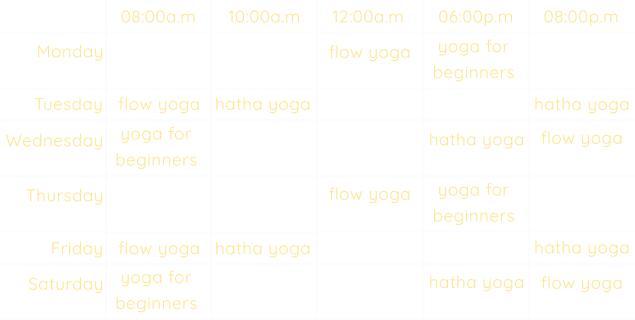 08:00a.m 10:00a.m 12:00a.m 06:00p.m 08:00p.m
Monday flow yoga yoga for beginners
Tuesday flow yoga hatha yoga hatha yoga
Wednesday yoga for beginners hatha yoga flow yoga
Thursday flow yoga yoga for beginners
Friday flow yoga hatha yoga hatha yoga
Saturday yoga for beginners hatha yoga flow yoga